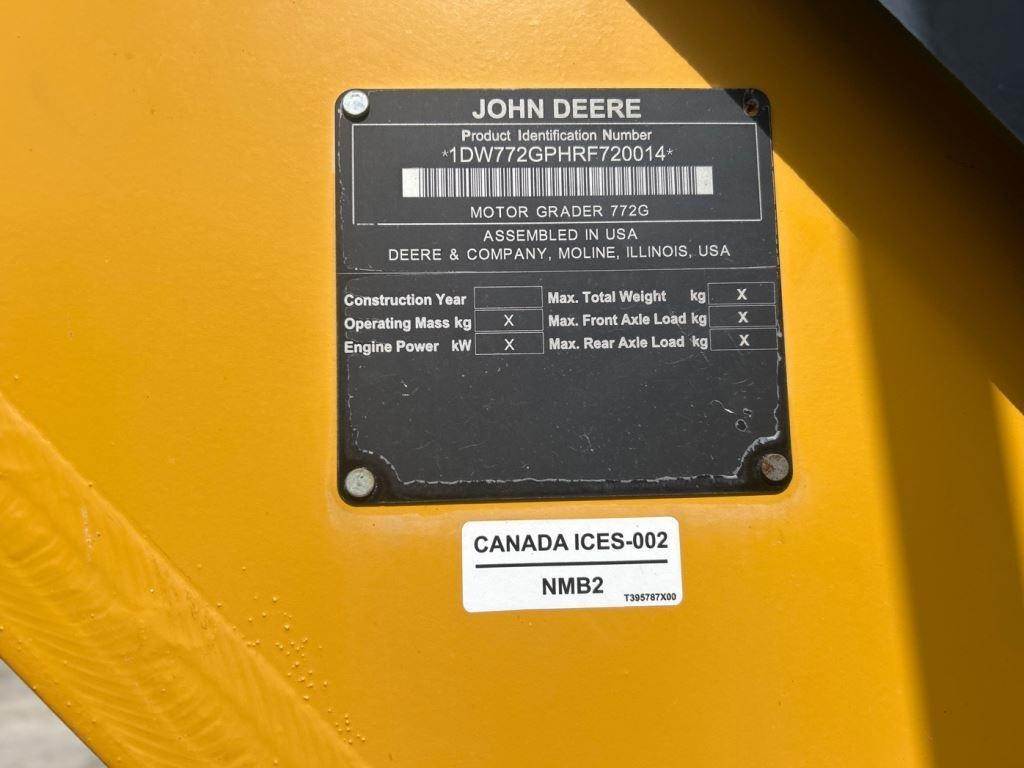 JOHN DEERE
Product Identification Number
*1DW772GPHRF720014*
MOTOR GRADER 772G
ASSEMBLED IN USA
DEERE & COMPANY, MOLINE, ILLINOIS, USA
Construction Year Max. Total Weight kg X
Operating Mass kg X Max. Front Axle Load kg X
Engine Power kW X Max. Rear Axle Load kg X
CANADA ICES-002
NMB2
T395787X00